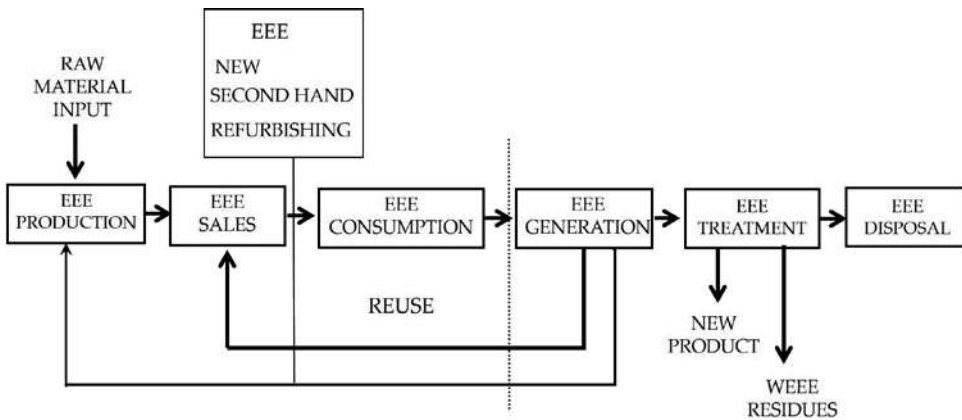 RAW
MATERIAL
INPUT
EEE
NEW
SECOND HAND
REFURBISHING
EEE
PRODUCTION
EEE
SALES
EEE
CONSUMPTION
EEE
GENERATION
EEE
TREATMENT
EEE
DISPOSAL
REUSE
NEW
PRODUCT
WEEE
RESIDUES